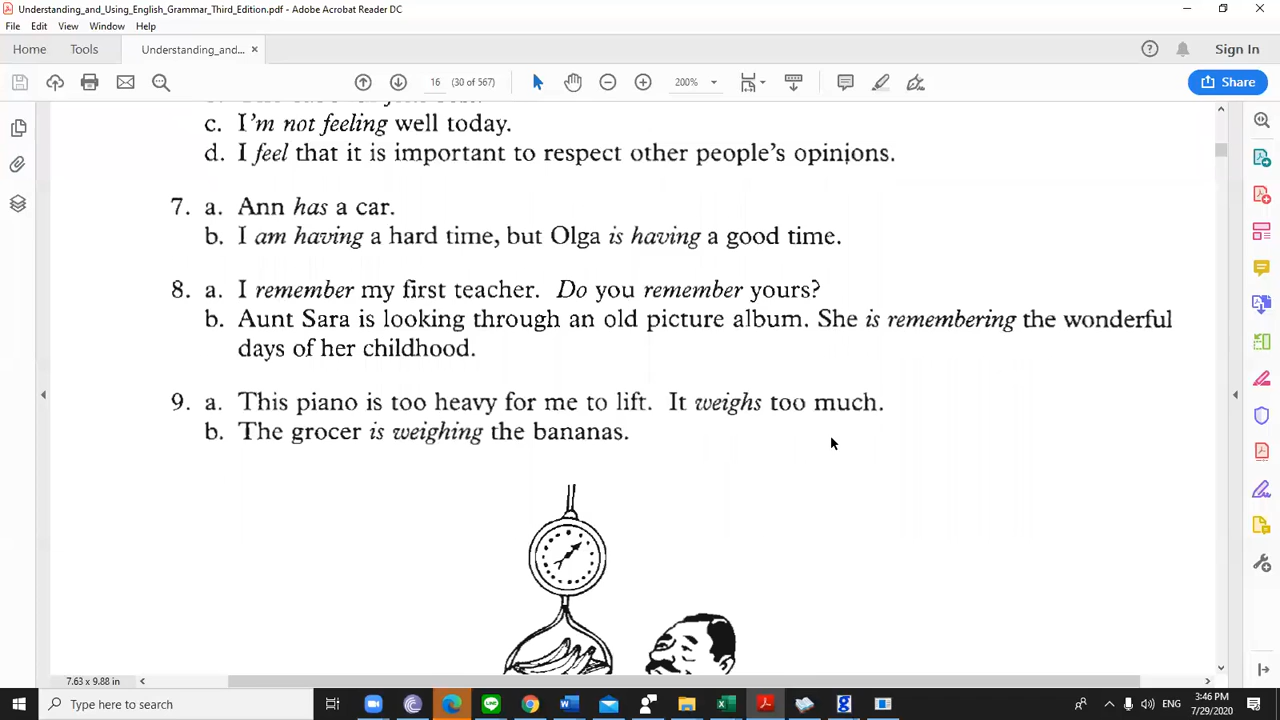 Understanding_and_Using_English_Grammar_Third_Edition.pdf - Adobe Acrobat Reader DC
File Edit View Window Help
Home Tools Understanding_and... × Sign In
16 (30 of 567) 200% Share
c. I'm not feeling well today.
d. I feel that it is important to respect other people's opinions.
7. a. Ann has a car.
b. I am having a hard time, but Olga is having a good time.
8. a. I remember my first teacher. Do you remember yours?
b. Aunt Sara is looking through an old picture album. She is remembering the wonderful
days of her childhood.
9. a. This piano is too heavy for me to lift. It weighs too much.
b. The grocer is weighing the bananas.
7.63 x 9.88 in
Type here to search
ENG
3:46 PM
7/29/2020